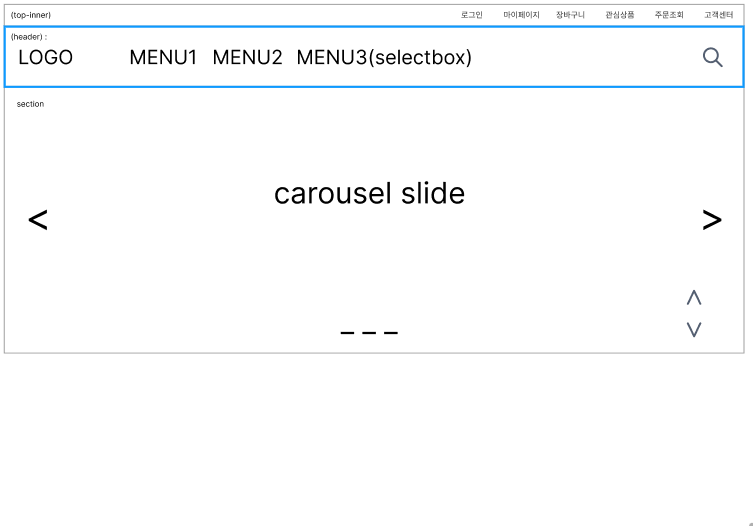 (top-inner) 로그인 마이페이지 장바구니 관심상품 주문조회 고객센터
(header) :
LOGO MENU1 MENU2 MENU3(selectbox)
section
carousel slide
< >